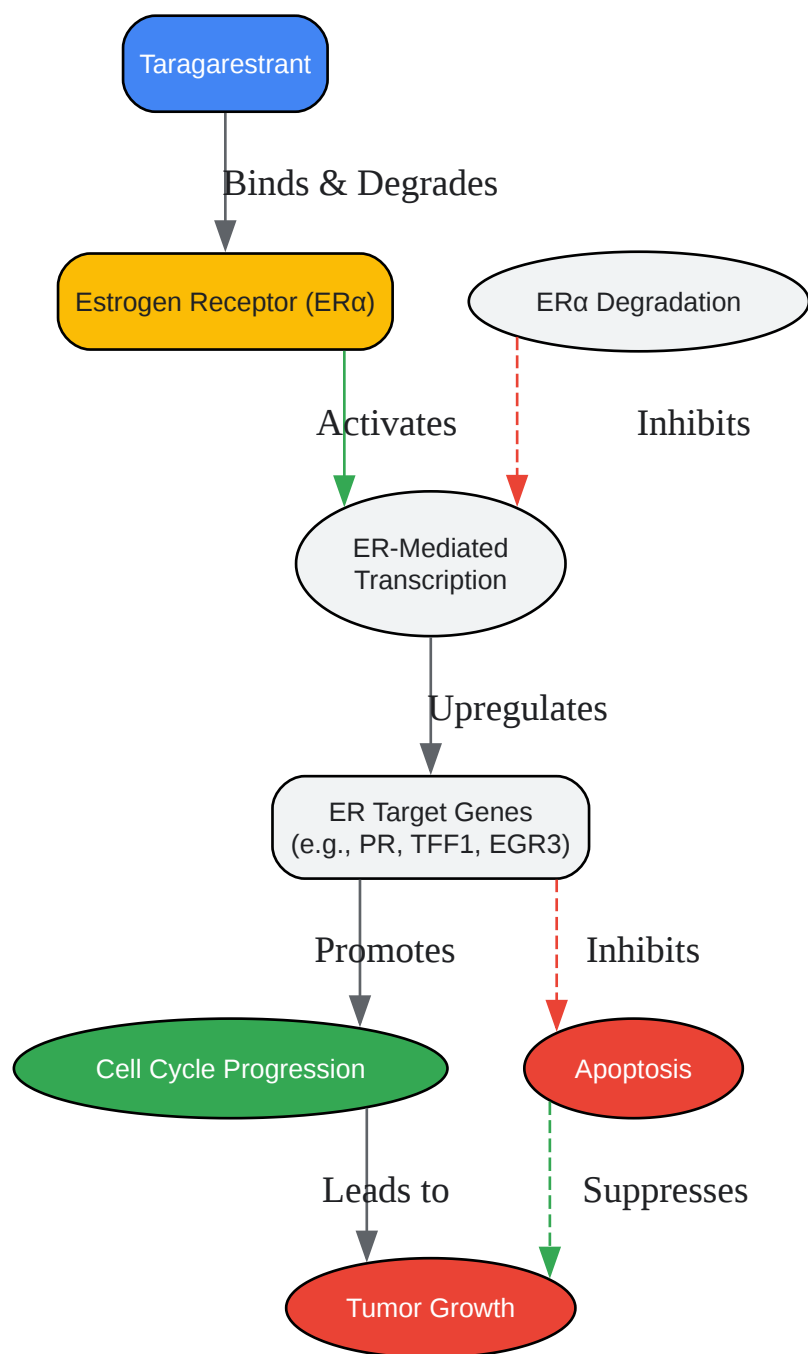 Taragarestrant
Binds & Degrades
Estrogen Receptor (ERα)
ERα Degradation
Activates
Inhibits
ER-Mediated
Transcription
Upregulates
ER Target Genes
(e.g., PR, TFF1, EGR3)
Promotes
Inhibits
Cell Cycle Progression
Apoptosis
Leads to
Suppresses
Tumor Growth